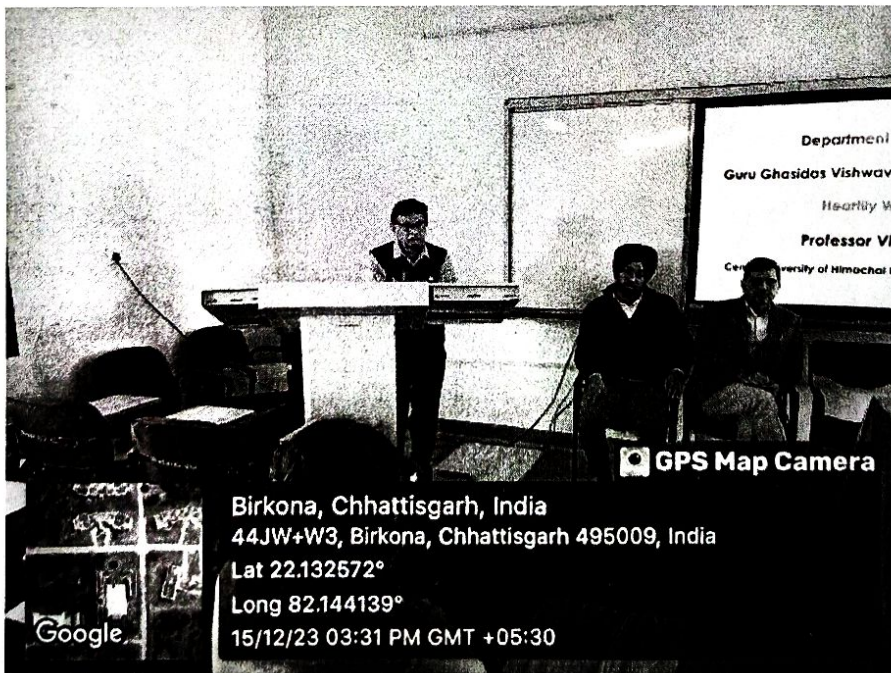 Department
Guru Ghasidas Vishwav
Heartily W
Professor V
versity of Himachal
GPS Map Camera
Birkona, Chhattisgarh, India
44JW+W3, Birkona, Chhattisgarh 495009, India
Lat 22.132572°
Long 82.144139°
15/12/23 03:31 PM GMT +05:30
Google